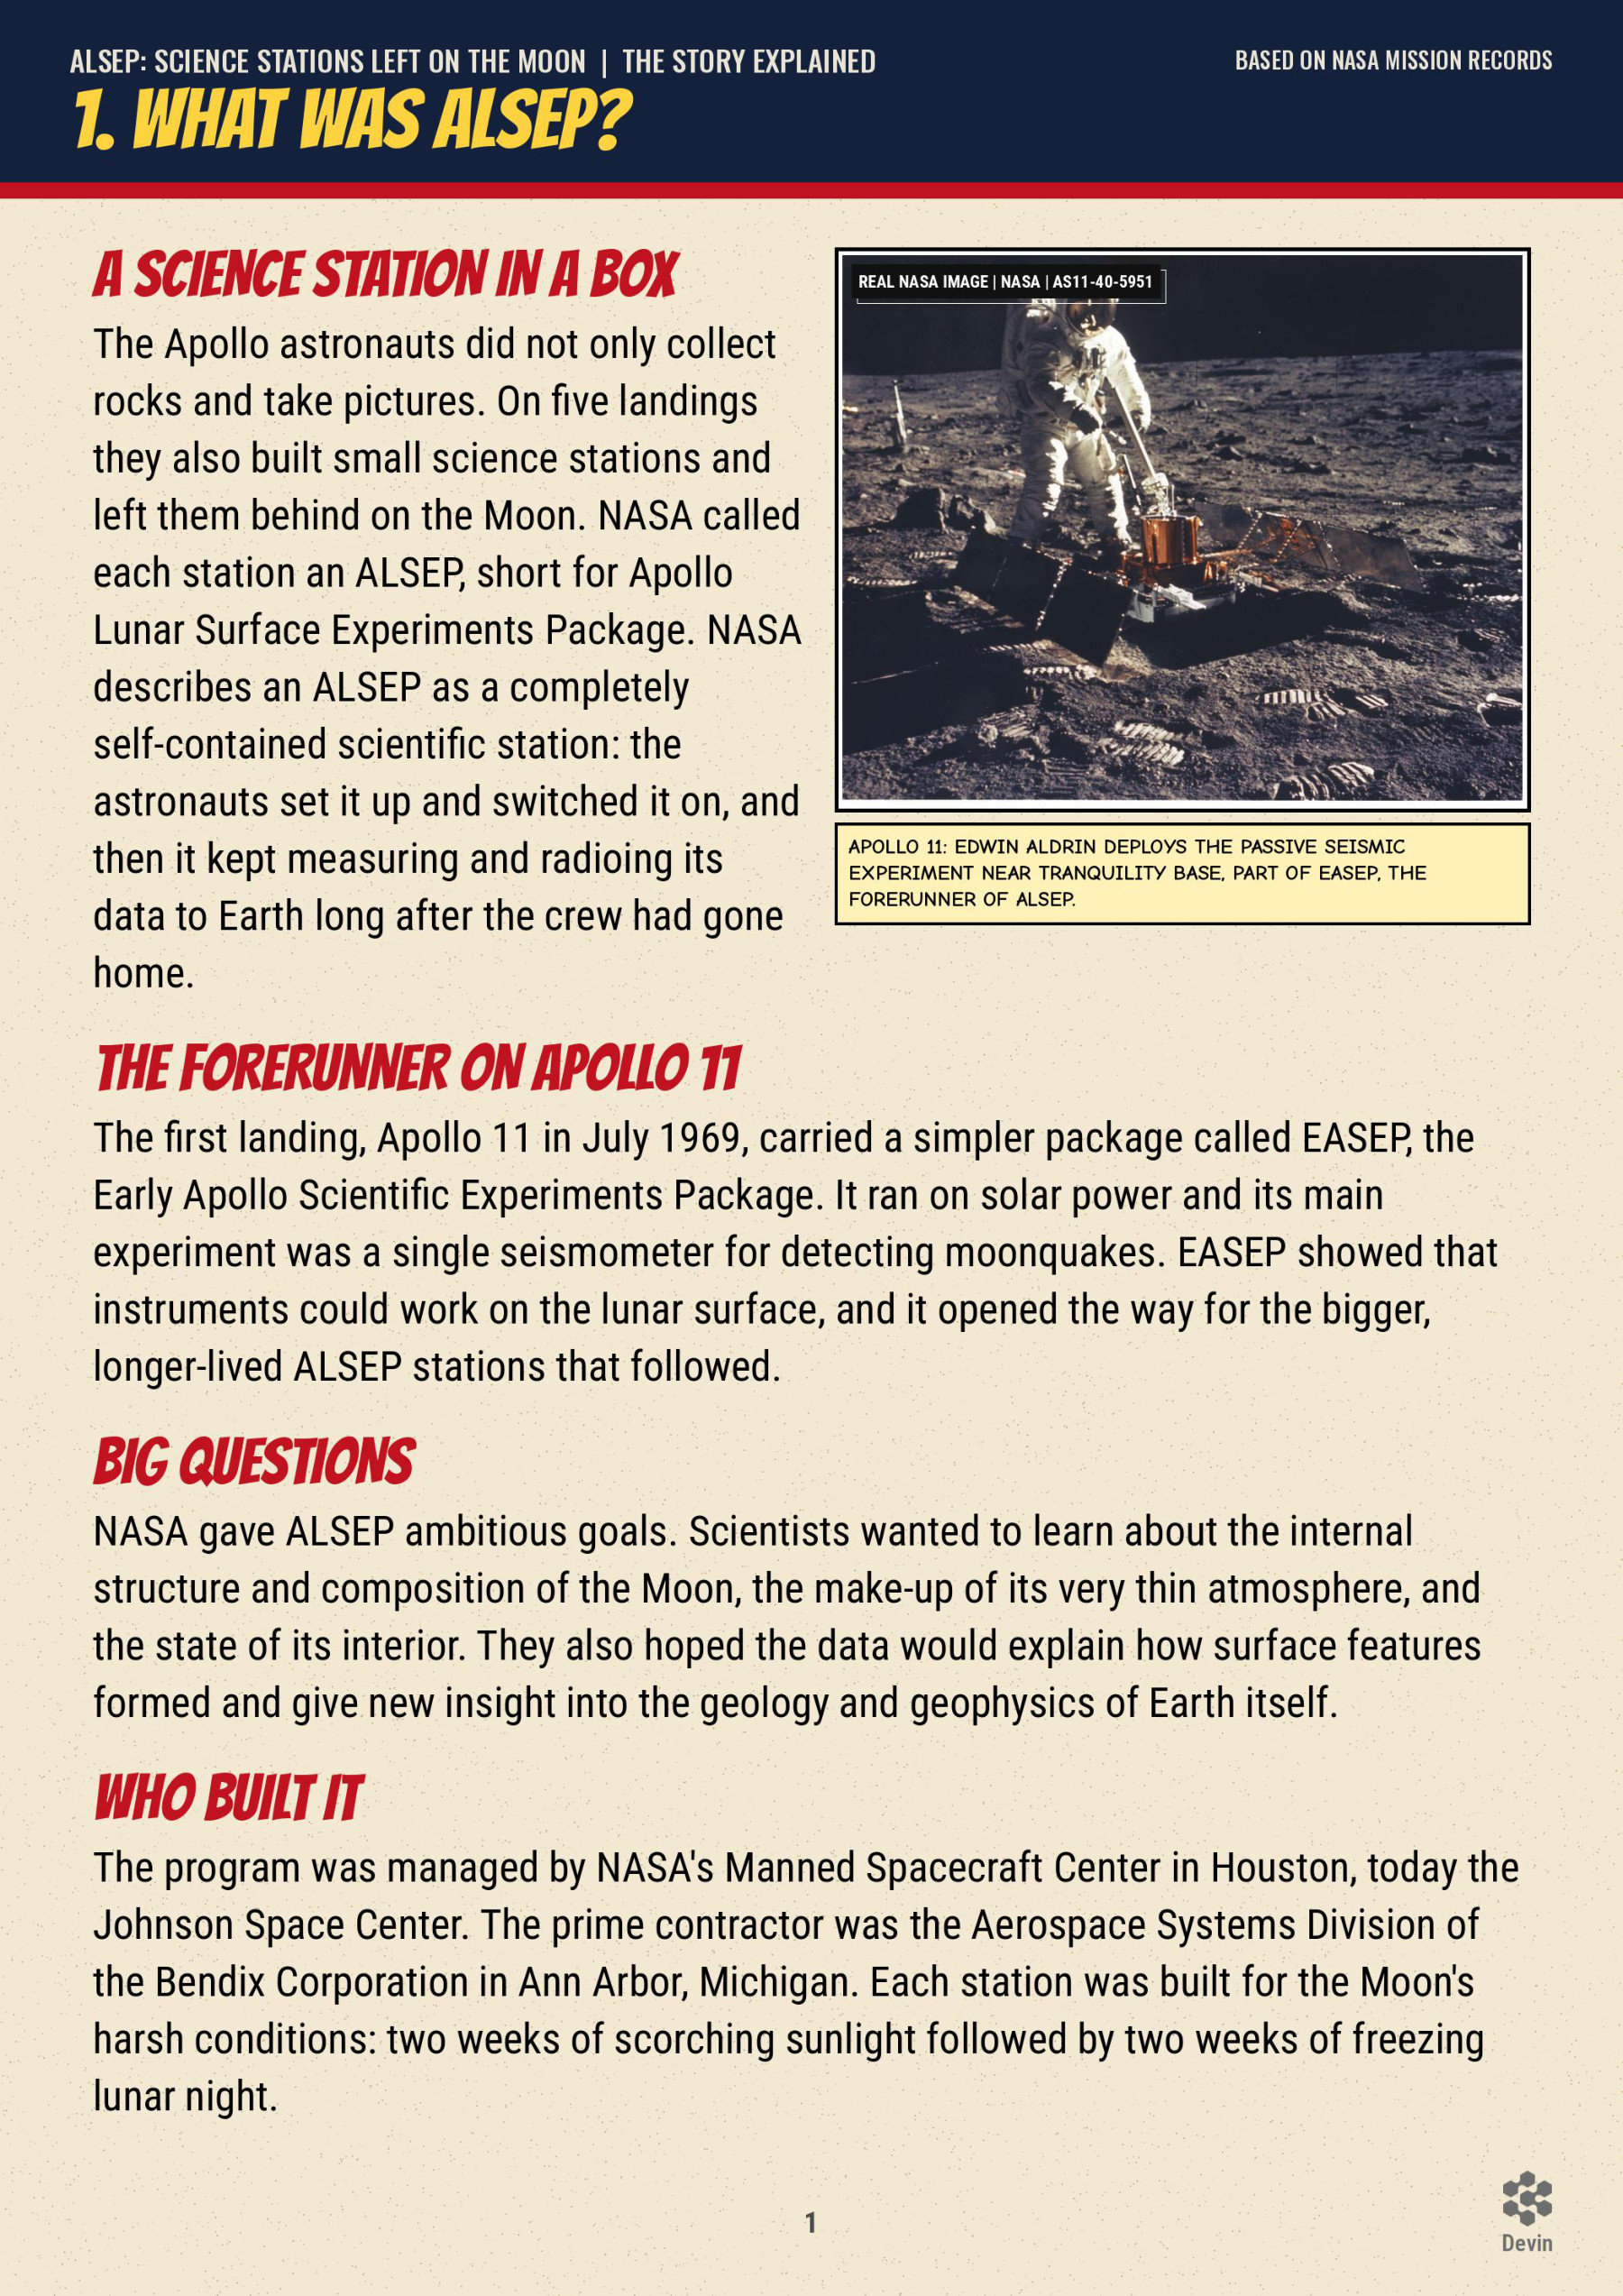 ALSEP: SCIENCE STATIONS LEFT ON THE MOON | THE STORY EXPLAINED
BASED ON NASA MISSION RECORDS
1. WHAT WAS ALSEP?
A SCIENCE STATION IN A BOX
The Apollo astronauts did not only collect
rocks and take pictures. On five landings
they also built small science stations and
left them behind on the Moon. NASA called
each station an ALSEP, short for Apollo
Lunar Surface Experiments Package. NASA
describes an ALSEP as a completely
self-contained scientific station: the
astronauts set it up and switched it on, and
then it kept measuring and radioing its
data to Earth long after the crew had gone
home.
REAL NASA IMAGE | NASA | AS11-40-5951
APOLLO 11: EDWIN ALDRIN DEPLOYS THE PASSIVE SEISMIC
EXPERIMENT NEAR TRANQUILITY BASE, PART OF EASEP, THE
FORERUNNER OF ALSEP.
THE FORERUNNER ON APOLLO 11
The first landing, Apollo 11 in July 1969, carried a simpler package called EASEP, the
Early Apollo Scientific Experiments Package. It ran on solar power and its main
experiment was a single seismometer for detecting moonquakes. EASEP showed that
instruments could work on the lunar surface, and it opened the way for the bigger,
longer-lived ALSEP stations that followed.
BIG QUESTIONS
NASA gave ALSEP ambitious goals. Scientists wanted to learn about the internal
structure and composition of the Moon, the make-up of its very thin atmosphere, and
the state of its interior. They also hoped the data would explain how surface features
formed and give new insight into the geology and geophysics of Earth itself.
WHO BUILT IT
The program was managed by NASA's Manned Spacecraft Center in Houston, today the
Johnson Space Center. The prime contractor was the Aerospace Systems Division of
the Bendix Corporation in Ann Arbor, Michigan. Each station was built for the Moon's
harsh conditions: two weeks of scorching sunlight followed by two weeks of freezing
lunar night.
1
Devin